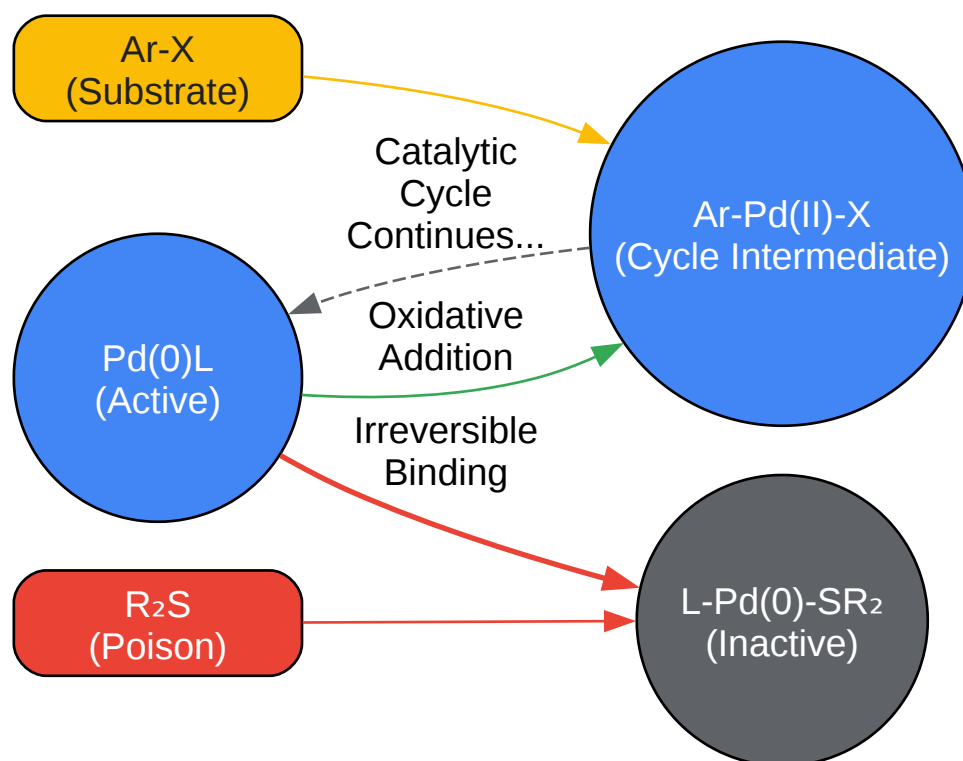 Ar-X
(Substrate)
Catalytic
Cycle
Continues...
Ar-Pd(II)-X
(Cycle Intermediate)
Oxidative
Addition
Pd(0)L
(Active)
Irreversible
Binding
R₂S
(Poison)
L-Pd(0)-SR₂
(Inactive)